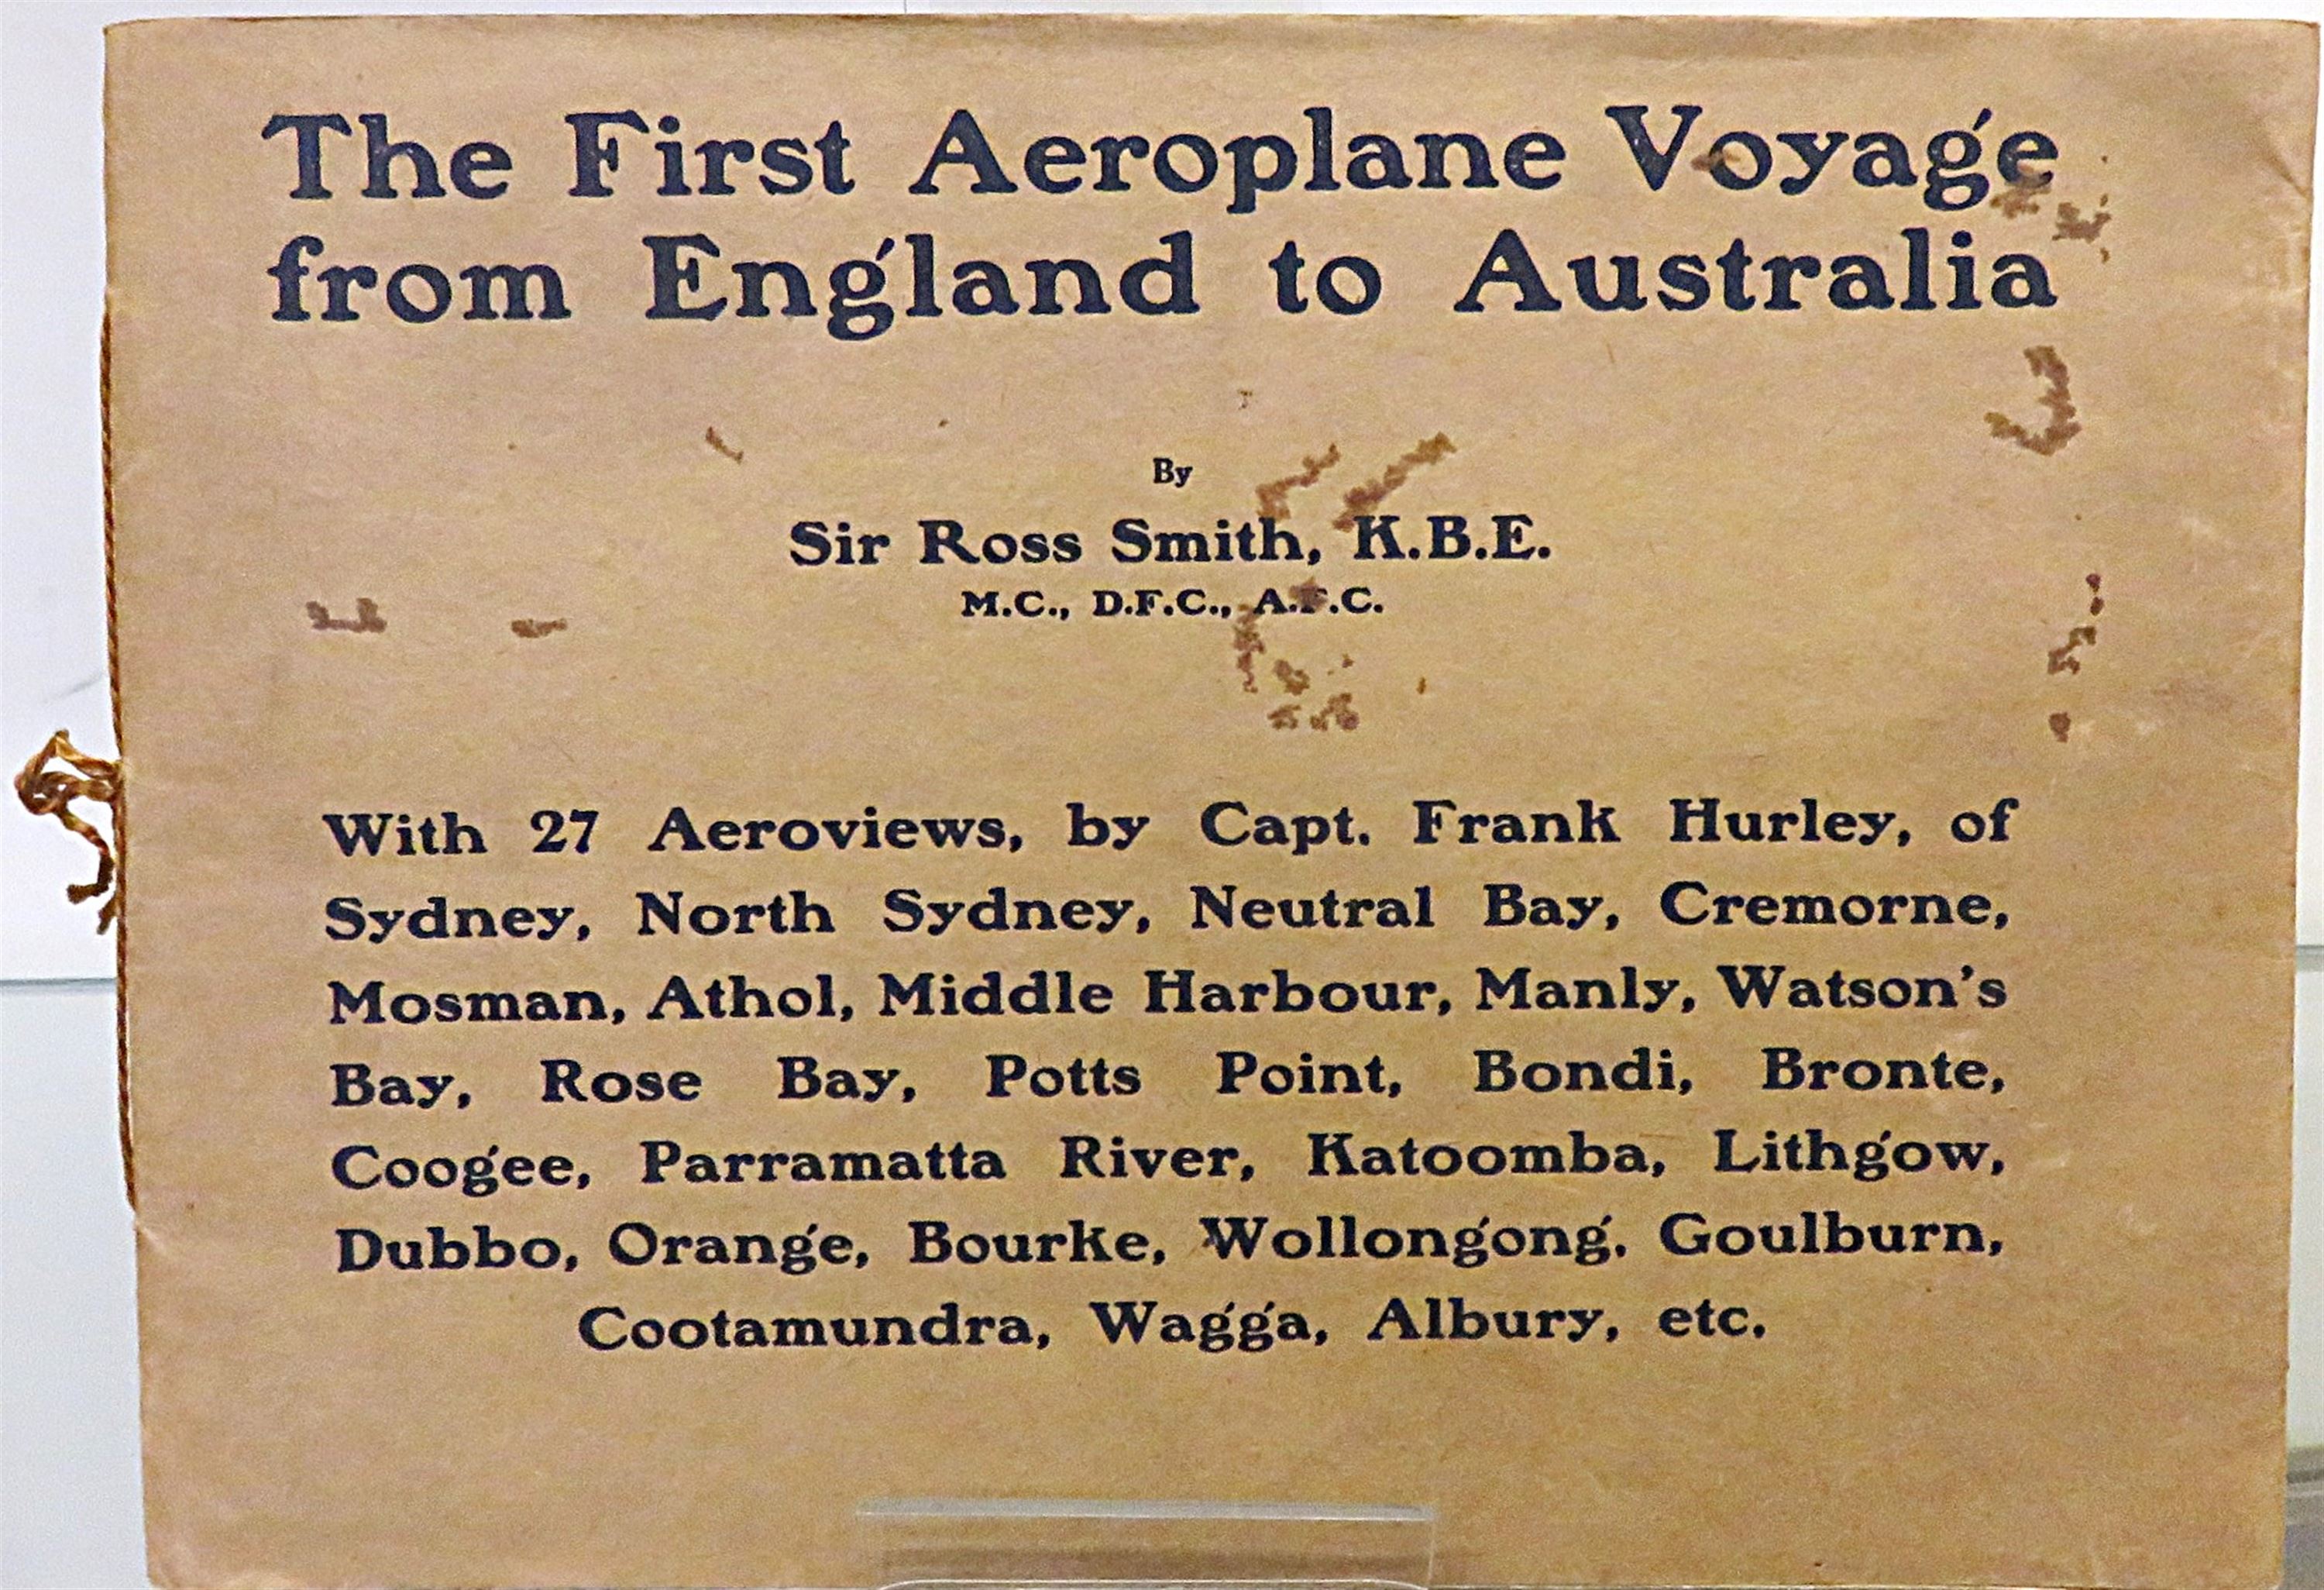 The First Aeroplane Voyage
from England to Australia
By
Sir Ross Smith, K.B.E.
M.C., D.F.C., A.F.C.
With 27 Aeroviews, by Capt. Frank Hurley, of
Sydney, North Sydney, Neutral Bay, Cremorne,
Mosman, Athol, Middle Harbour, Manly, Watson's
Bay, Rose Bay, Potts Point, Bondi, Bronte,
Coogee, Parramatta River, Katoomba, Lithgow,
Dubbo, Orange, Bourke, Wollongong, Goulburn,
Cootamundra, Wagga, Albury, etc.